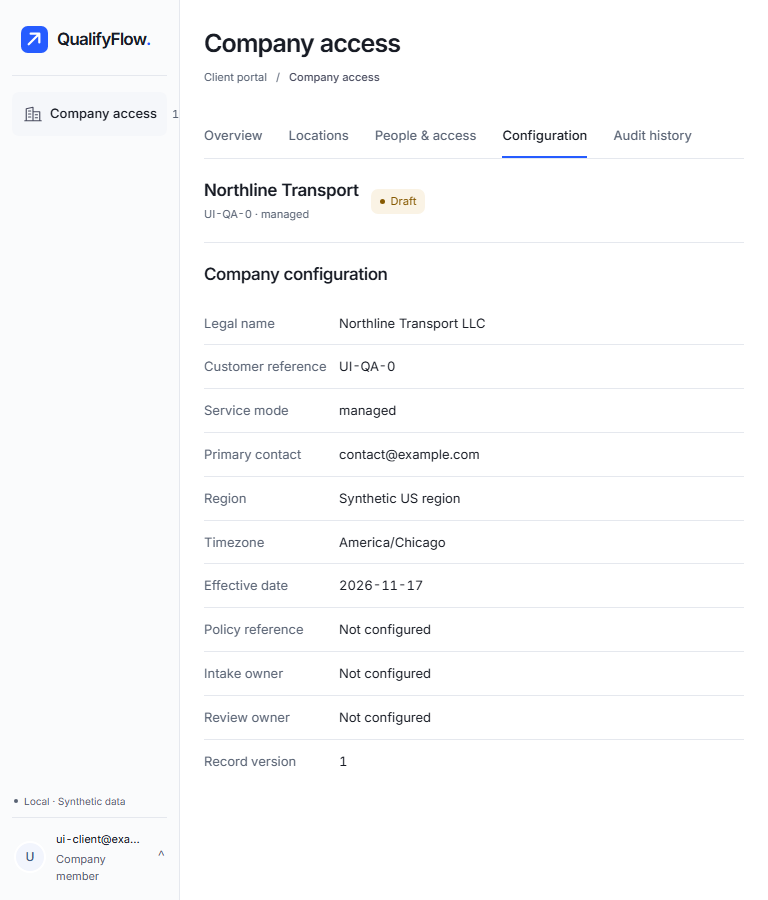 QualifyFlow.
Company access 1
Company access
Client portal / Company access
Overview Locations People & access Configuration Audit history
Northline Transport
Draft
UI-QA-0 · managed
Company configuration
Legal name Northline Transport LLC
Customer reference UI-QA-0
Service mode managed
Primary contact contact@example.com
Region Synthetic US region
Timezone America/Chicago
Effective date 2026-11-17
Policy reference Not configured
Intake owner Not configured
Review owner Not configured
Record version 1
Local · Synthetic data
U
ui-client@exa...
Company
member